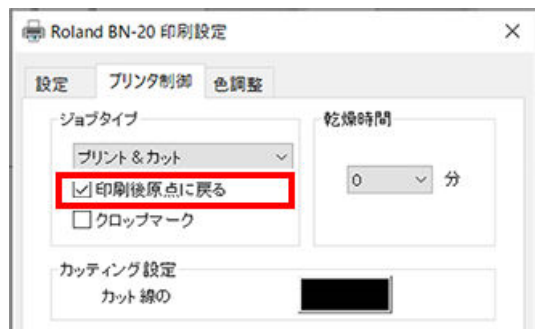 Roland BN-20 印刷設定
設定 プリンタ制御 色調整
ジョブタイプ 乾燥時間
プリント & カット
0 分
印刷後原点に戻る
クロップマーク
カッティング設定
カット線の